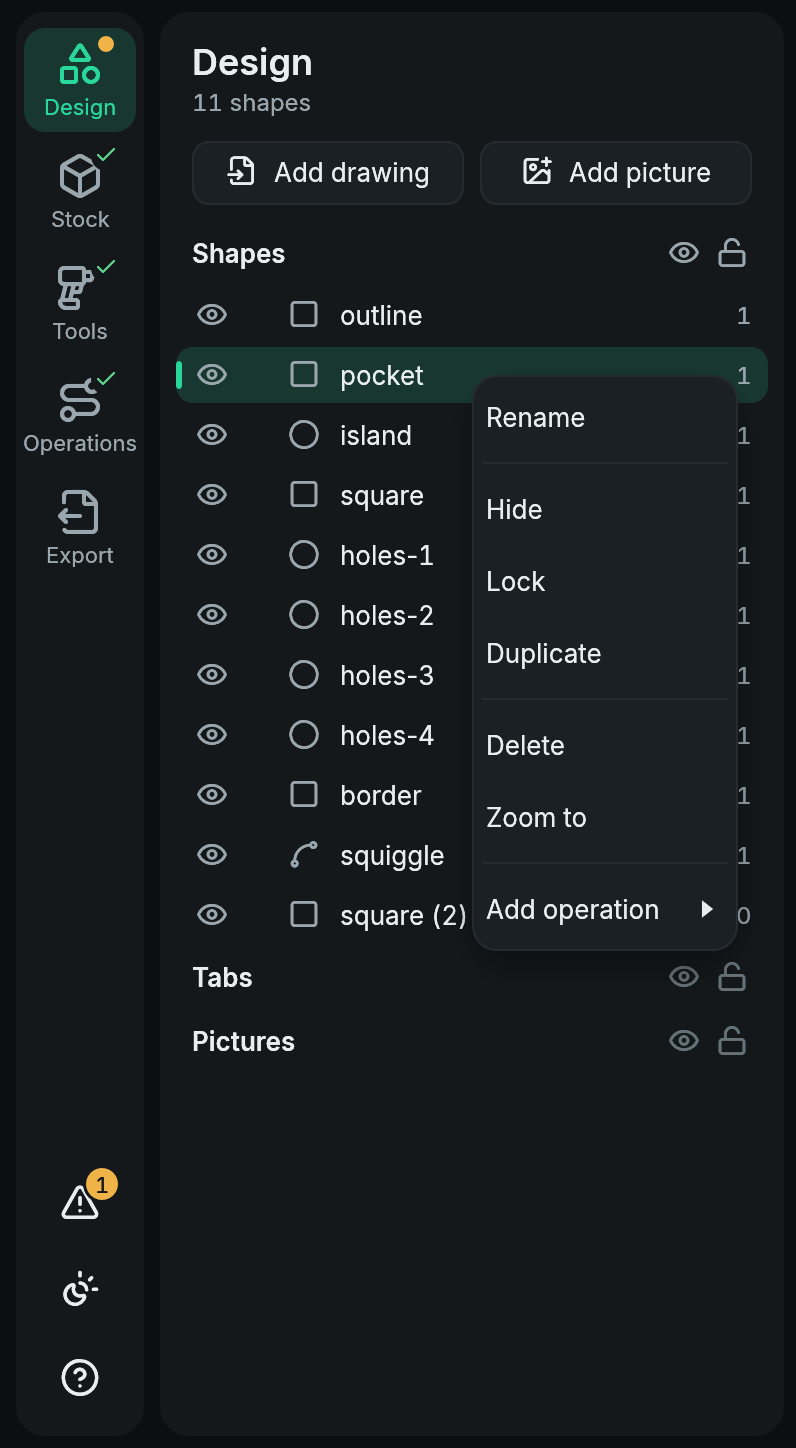 Design
Stock
Tools
Operations
Export
1
Design
11 shapes
Add drawing
Add picture
Shapes
outline 1
pocket 1
island 1
square 1
holes-1 1
holes-2 1
holes-3 1
holes-4 1
border 1
squiggle 1
square (2) 0
Rename
Hide
Lock
Duplicate
Delete
Zoom to
Add operation
Tabs
Pictures